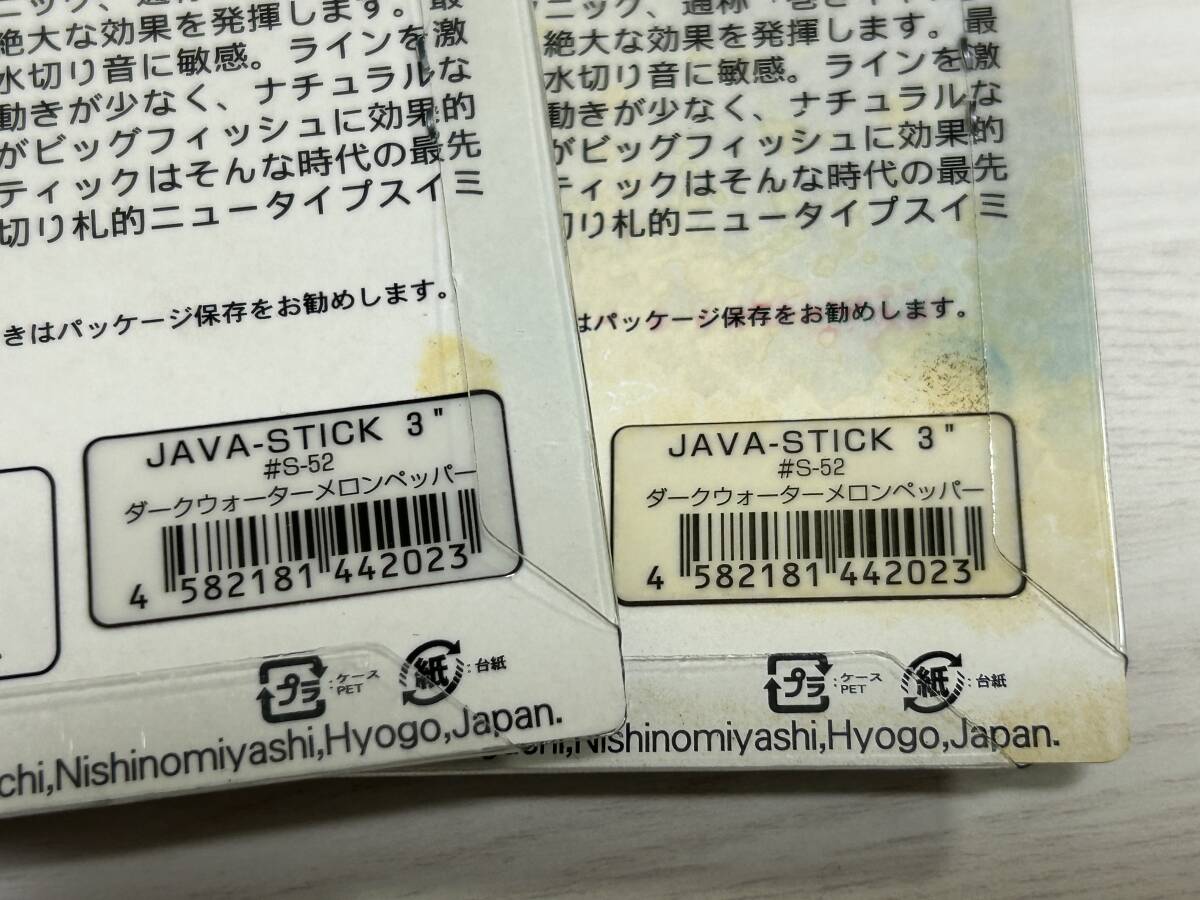 絶大な効果を発揮します。最
水切り音に敏感。ラインを激
動きが少なく、ナチュラルな
がビッグフィッシュに効果的
ティックはそんな時代の最先
切り札的ニュータイプスイミ
きはパッケージ保存をお勧めします。
JAVA-STICK 3"
#S-52
ダークウォーターメロンペッパー
4 582181 442023
プラ :ケース PET 紙 :台紙
chi,Nishinomiyashi,Hyogo,Japan.
絶大な効果を発揮します。最
水切り音に敏感。ラインを激
動きが少なく、ナチュラルな
がビッグフィッシュに効果的
ティックはそんな時代の最先
切り札的ニュータイプスイミ
はパッケージ保存をお勧めします。
JAVA-STICK 3"
#S-52
ダークウォーターメロンペッパー
4 582181 442023
プラ :ケース PET 紙 :台紙
chi,Nishinomiyashi,Hyogo,Japan.